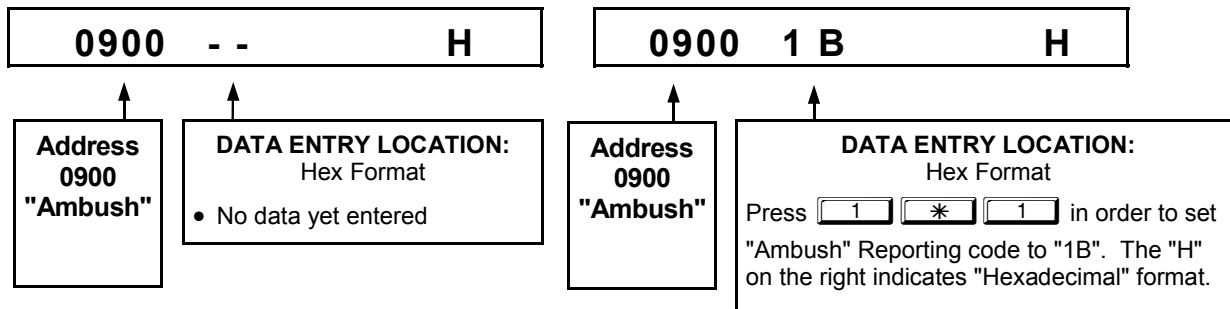 0900 - - H
Address
0900
"Ambush"
DATA ENTRY LOCATION:
Hex Format
• No data yet entered
0900 1 B H
Address
0900
"Ambush"
DATA ENTRY LOCATION:
Hex Format
Press 1 * 1 in order to set
"Ambush" Reporting code to "1B". The "H"
on the right indicates "Hexadecimal" format.